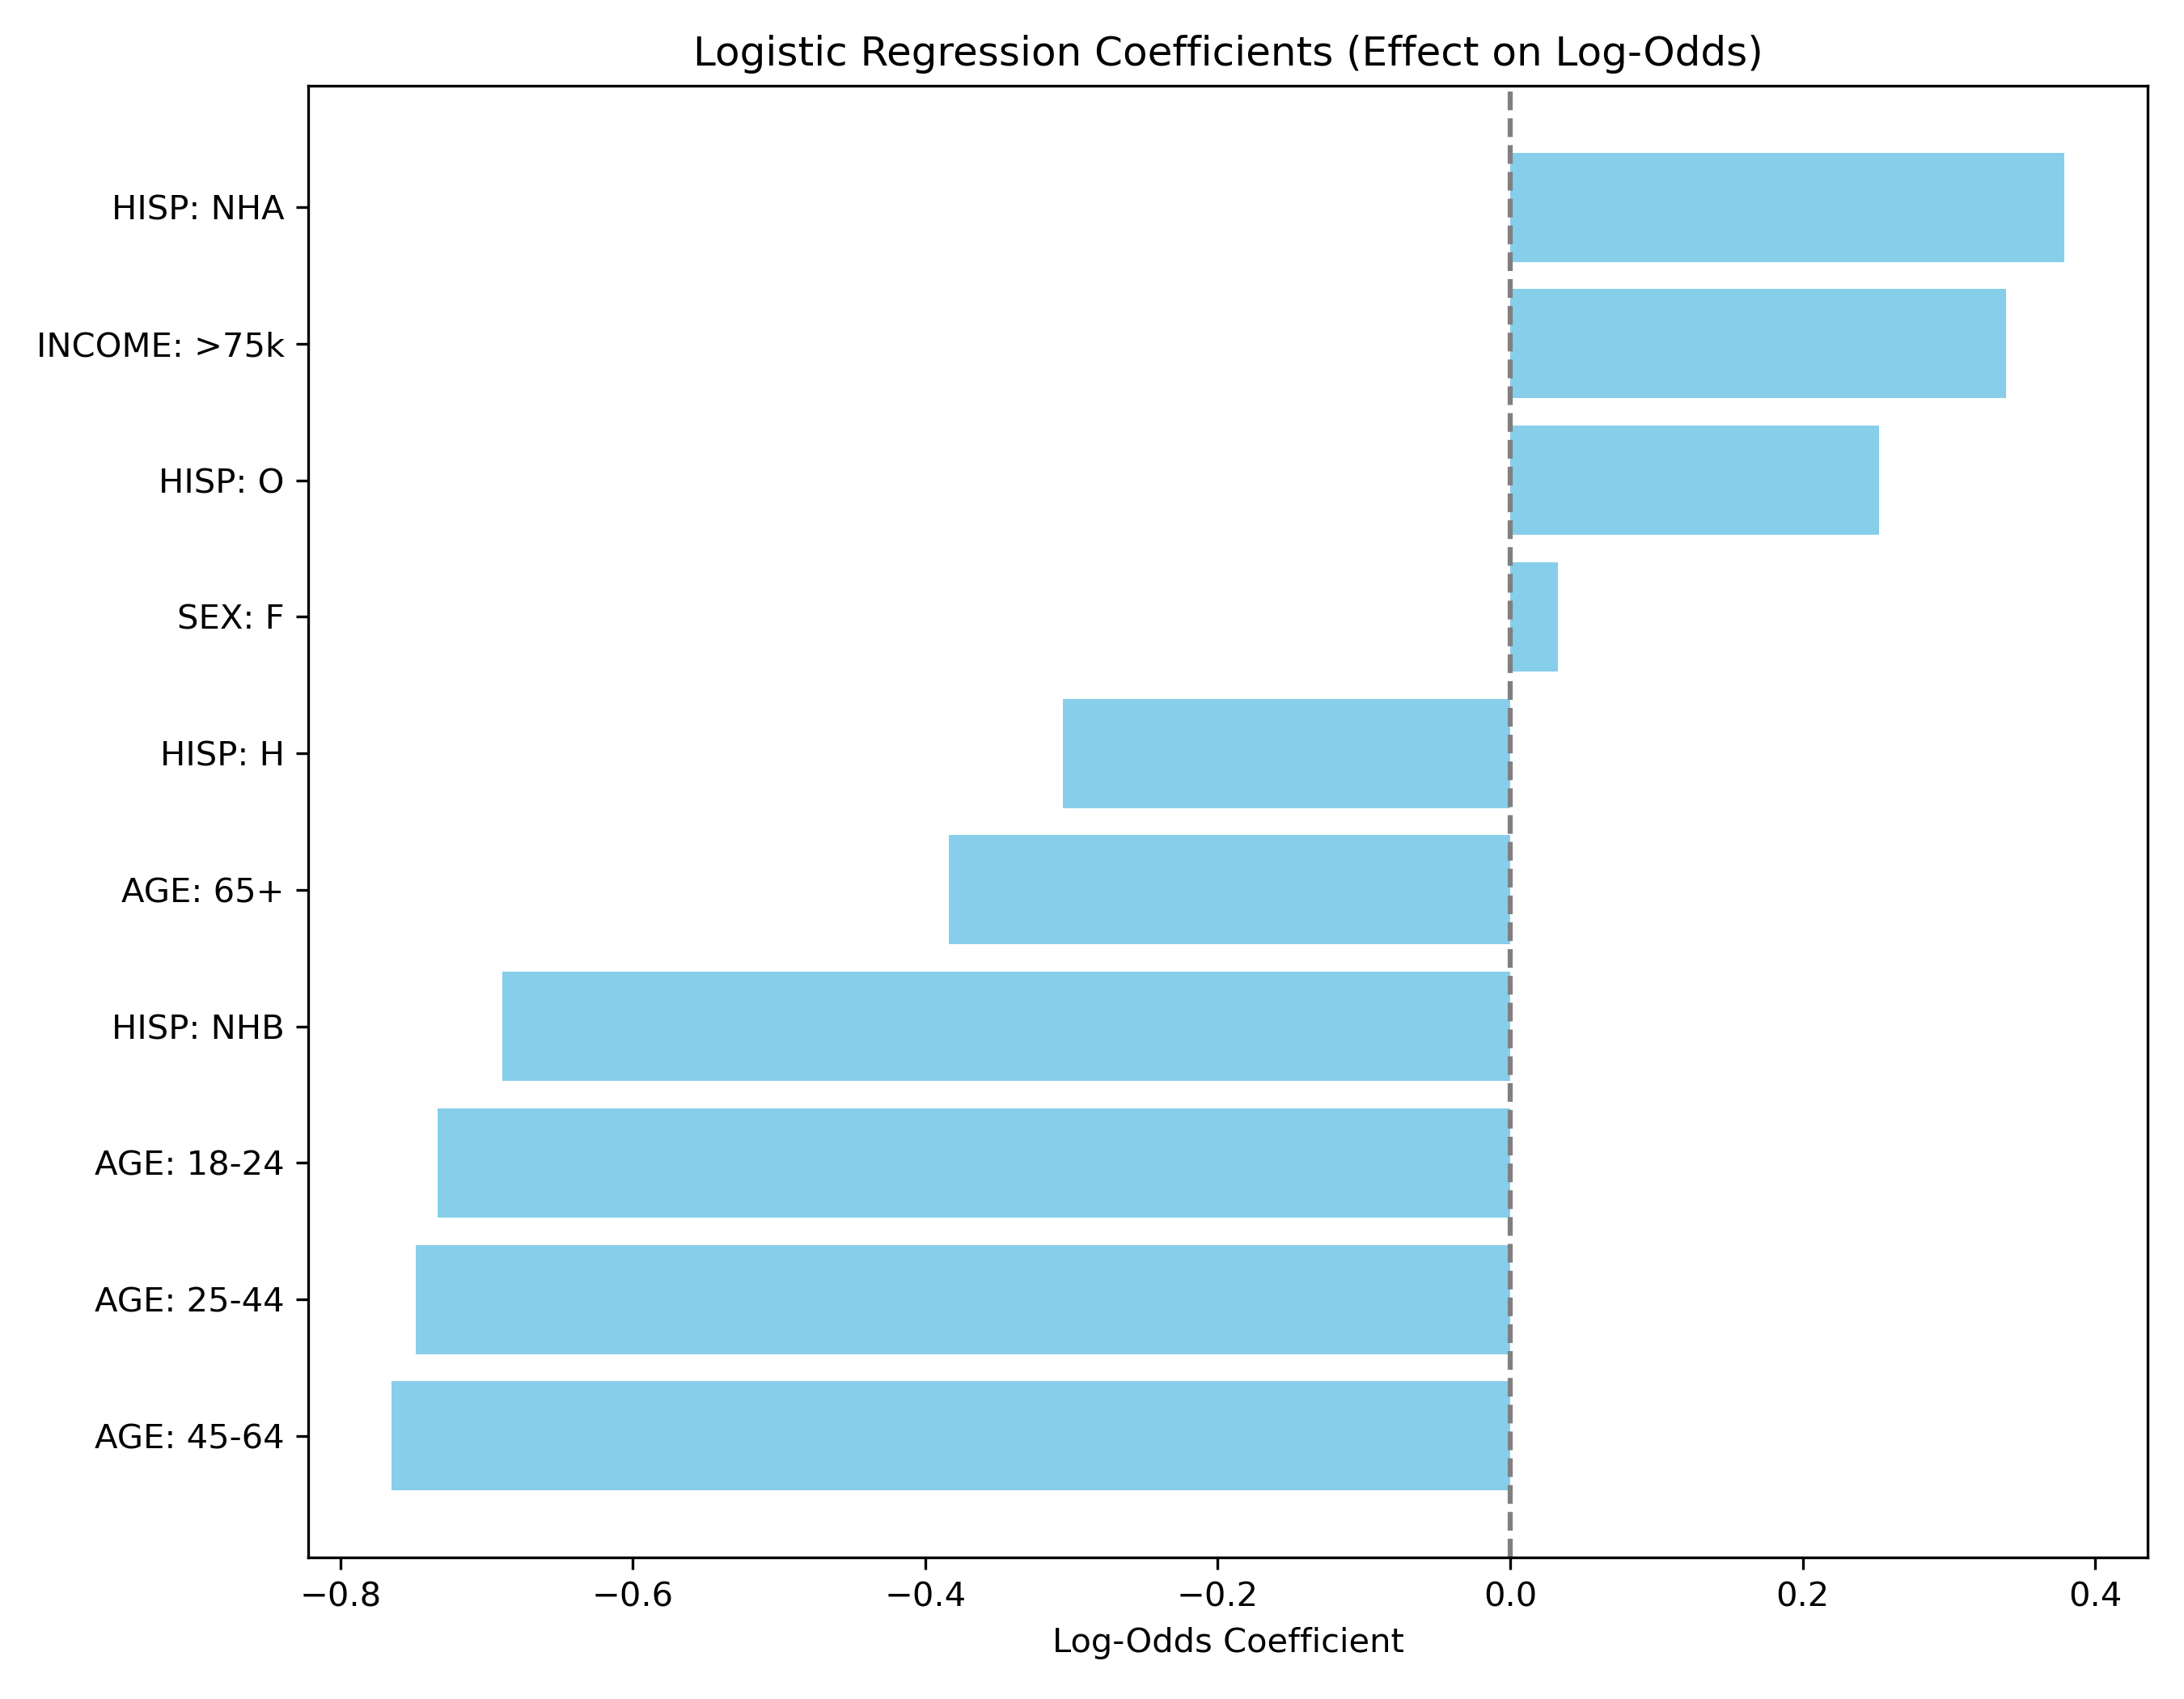 Logistic Regression Coefficients (Effect on Log-Odds)
HISP: NHA
INCOME: >75k
HISP: O
SEX: F
HISP: H
AGE: 65+
HISP: NHB
AGE: 18-24
AGE: 25-44
AGE: 45-64
−0.8 −0.6 −0.4 −0.2 0.0 0.2 0.4
Log-Odds Coefficient